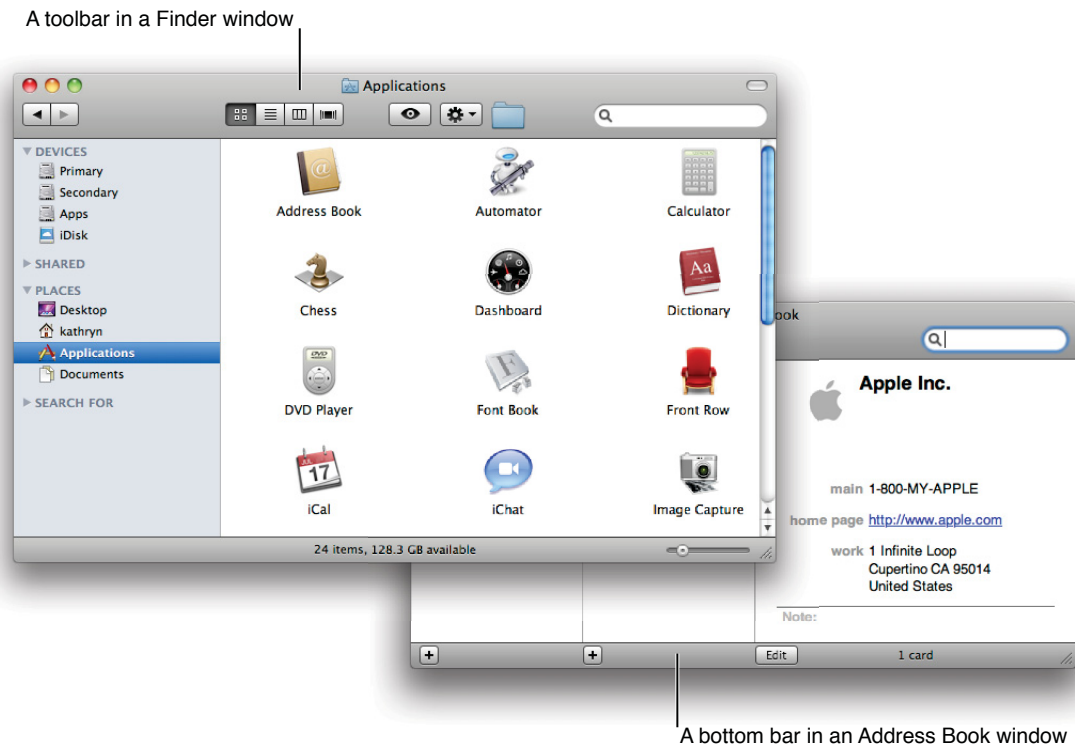 A toolbar in a Finder window
Applications
DEVICES
Primary
Secondary
Apps
iDisk
SHARED
PLACES
Desktop
kathryn
Applications
Documents
SEARCH FOR
Address Book
Automator
Calculator
Chess
Dashboard
Dictionary
DVD Player
Font Book
Front Row
iCal
iChat
Image Capture
24 items, 128.3 GB available
ook
Apple Inc.
main 1-800-MY-APPLE
home page http://www.apple.com
work 1 Infinite Loop
Cupertino CA 95014
United States
Note:
Edit
1 card
A bottom bar in an Address Book window
@
Aa
DVD
F
17